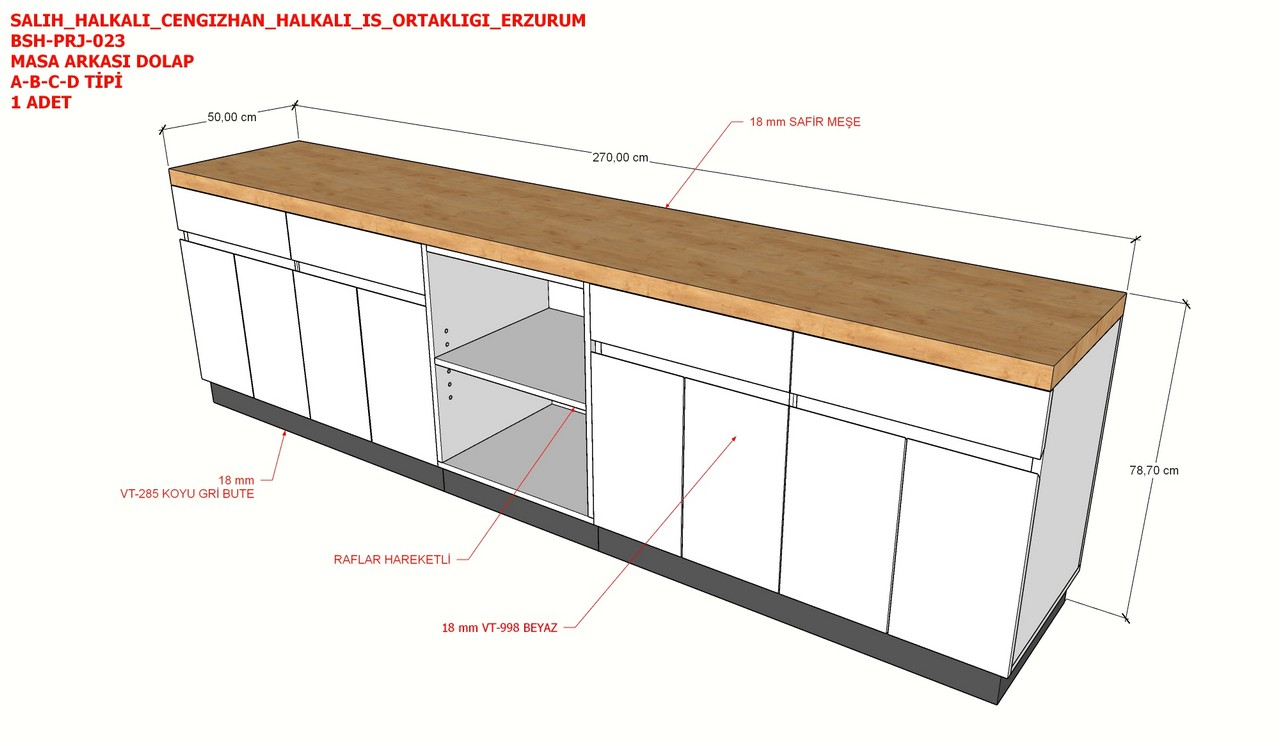 SALIH_HALKALI_CENGIZHAN_HALKALI_IS_ORTAKLIGI_ERZURUM
BSH-PRJ-023
MASA ARKASI DOLAP
A-B-C-D TİPİ
1 ADET
50,00 cm
18 mm SAFİR MEŞE
270,00 cm
78,70 cm
18 mm
VT-285 KOYU GRİ BUTE
RAFLAR HAREKETLİ
18 mm VT-998 BEYAZ